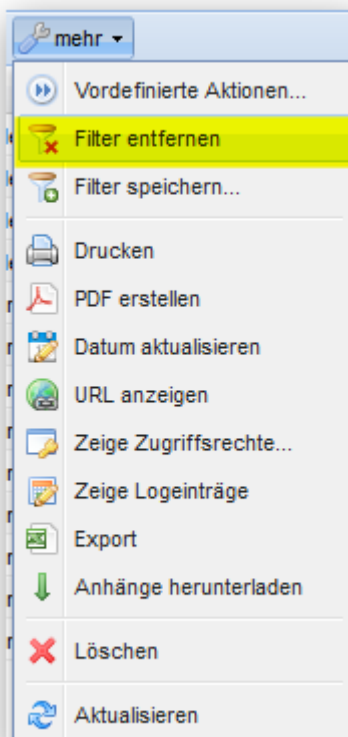 mehr
Vordefinierte Aktionen...
Filter entfernen
Filter speichern...
Drucken
PDF erstellen
Datum aktualisieren
URL anzeigen
Zeige Zugriffsrechte...
Zeige Logeinträge
Export
Anhänge herunterladen
Löschen
Aktualisieren